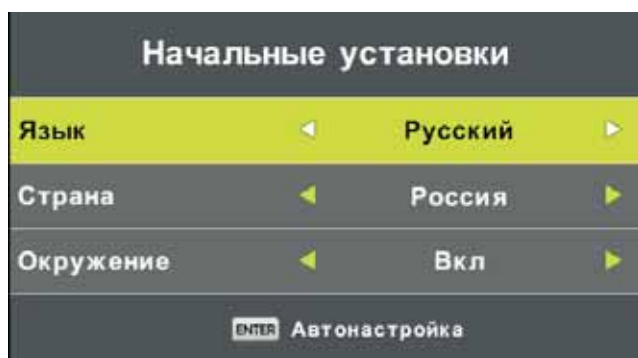 Начальные установки
Язык Русский
Страна Россия
Окружение Вкл
ENTER Автонастройка